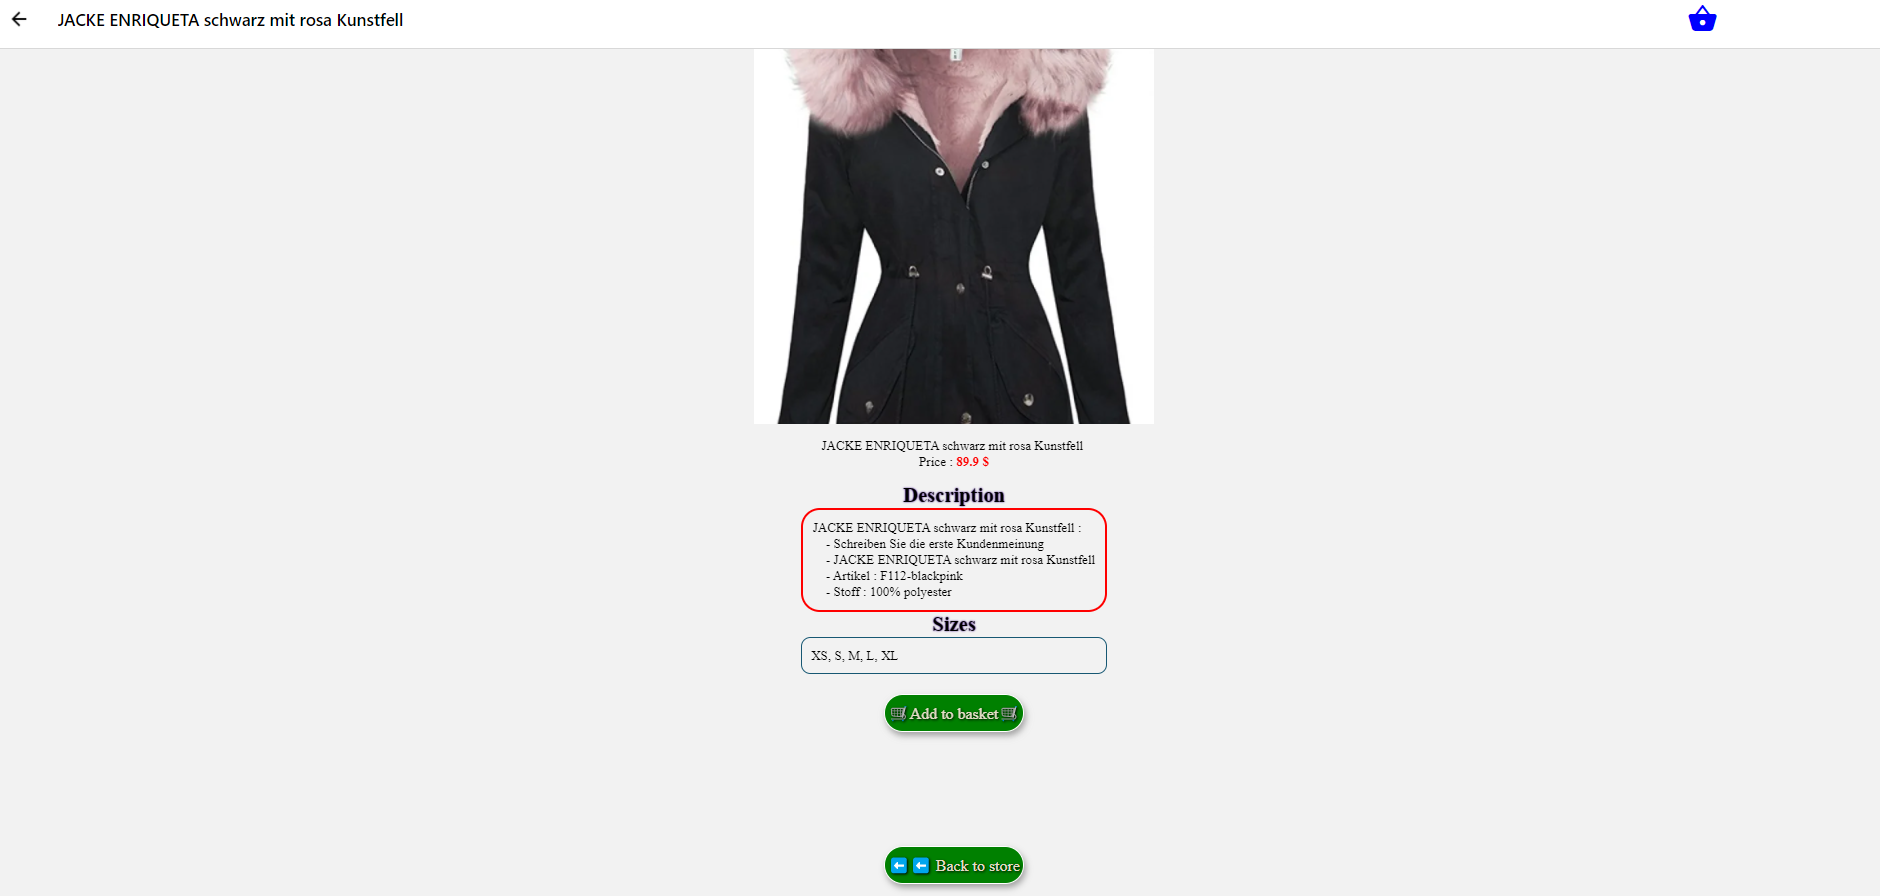 JACKE ENRIQUETA schwarz mit rosa Kunstfell
JACKE ENRIQUETA schwarz mit rosa Kunstfell
Price : 89.9 $
Description
JACKE ENRIQUETA schwarz mit rosa Kunstfell :
- Schreiben Sie die erste Kundenmeinung
- JACKE ENRIQUETA schwarz mit rosa Kunstfell
- Artikel : F112-blackpink
- Stoff : 100% polyester
Sizes
XS, S, M, L, XL
Add to basket
Back to store